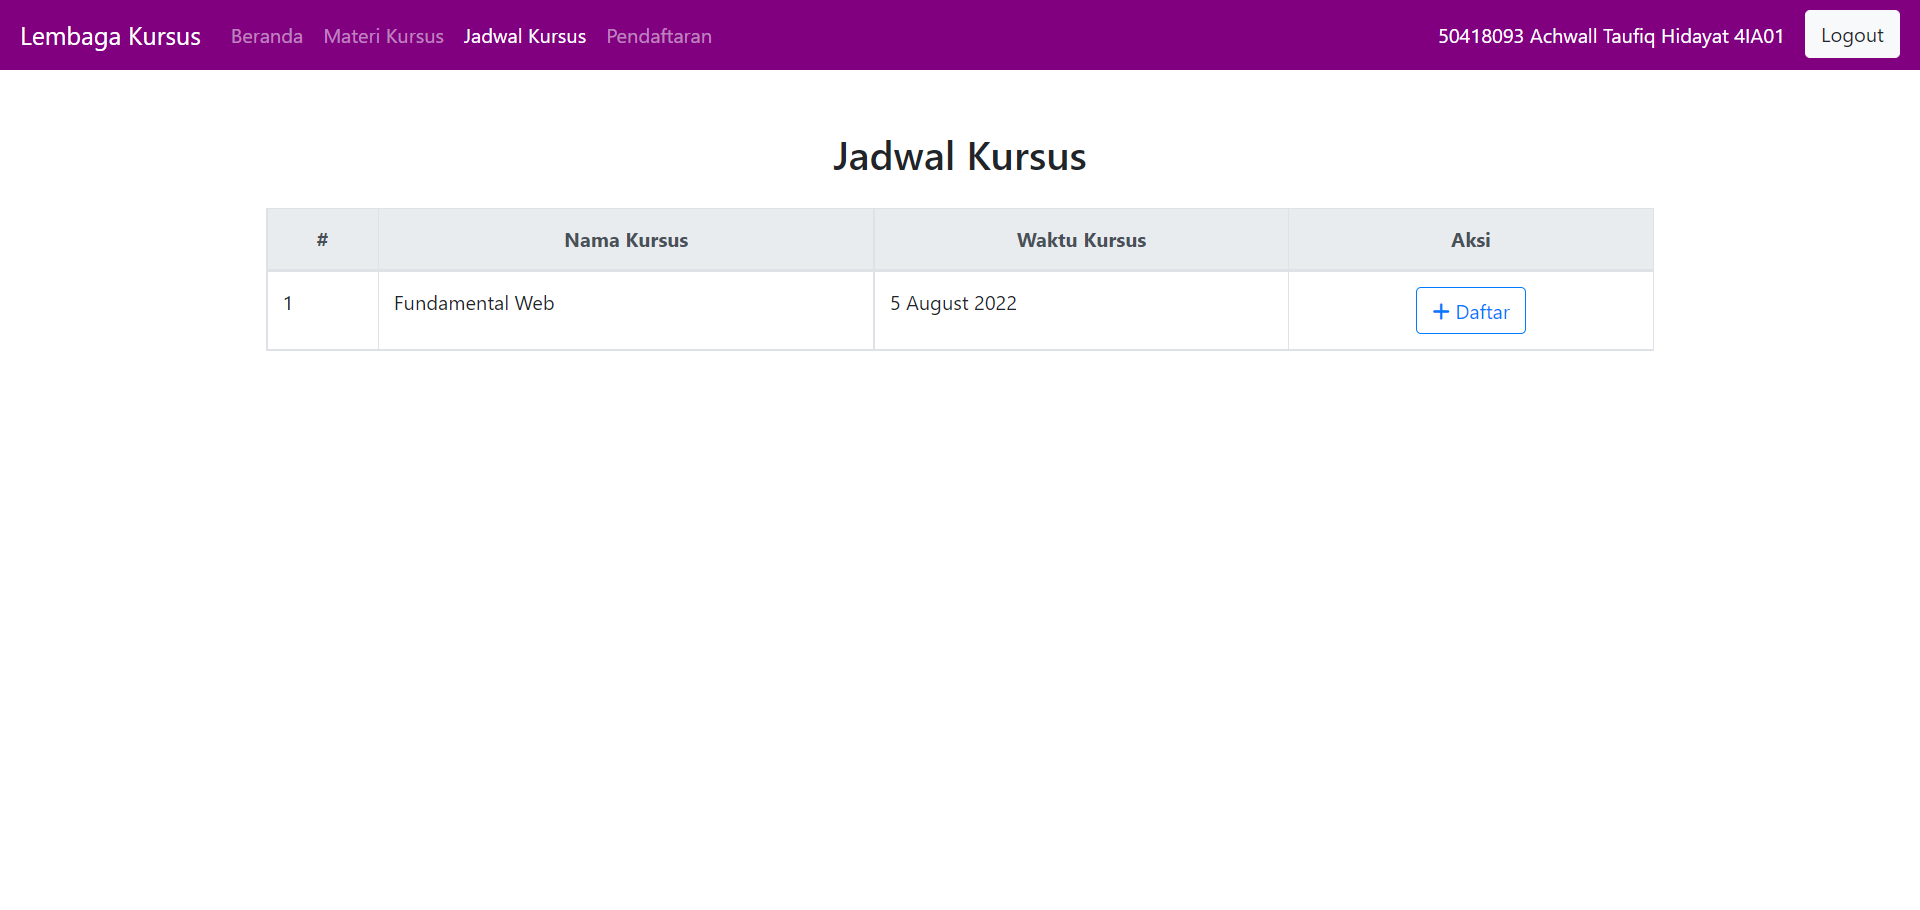 Lembaga Kursus Beranda Materi Kursus Jadwal Kursus Pendaftaran 50418093 Achwall Taufiq Hidayat 4IA01 Logout
Jadwal Kursus
# Nama Kursus Waktu Kursus Aksi
1 Fundamental Web 5 August 2022 + Daftar